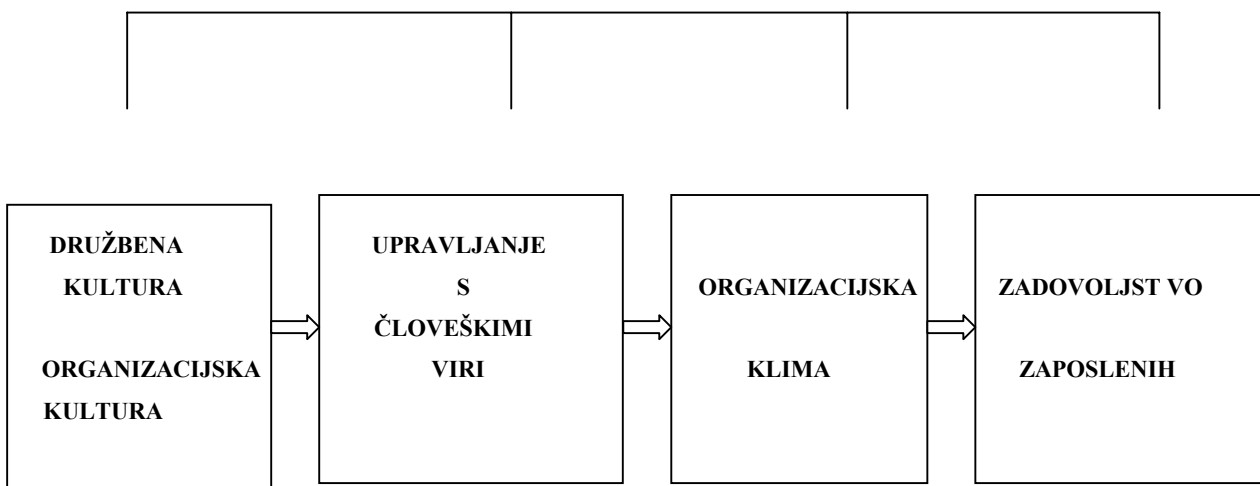 DRUŽBENA
KULTURA
ORGANIZACIJSKA
KULTURA
UPRAVLJANJE
S
ČLOVEŠKIMI
VIRI
ORGANIZACIJSKA
KLIMA
ZADOVOLJST VO
ZAPOSLENIH